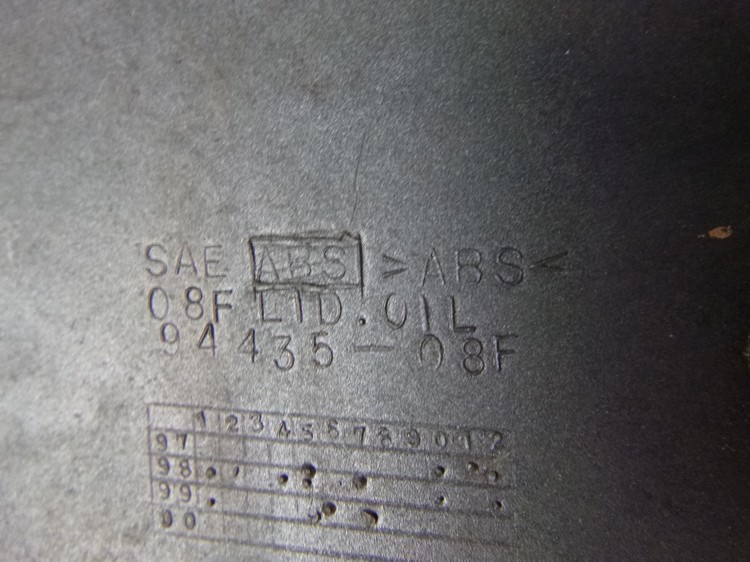 SAE ABS >ABS<
08F LID.OIL
94435-08F
1 2 3 4 5 6 7 8 9 0 1 2
97
98
99
00